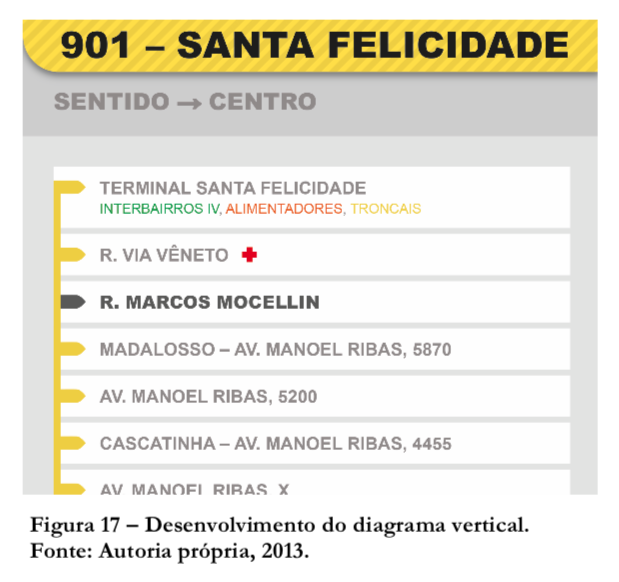 901 – SANTA FELICIDADE
SENTIDO → CENTRO
TERMINAL SANTA FELICIDADE
INTERBAIRROS IV, ALIMENTADORES, TRONCAIS
R. VIA VÊNETO
R. MARCOS MOCELLIN
MADALOSSO – AV. MANOEL RIBAS, 5870
AV. MANOEL RIBAS, 5200
CASCATINHA – AV. MANOEL RIBAS, 4455
AV. MANOEL RIBAS, X
Figura 17 – Desenvolvimento do diagrama vertical.
Fonte: Autoria própria, 2013.